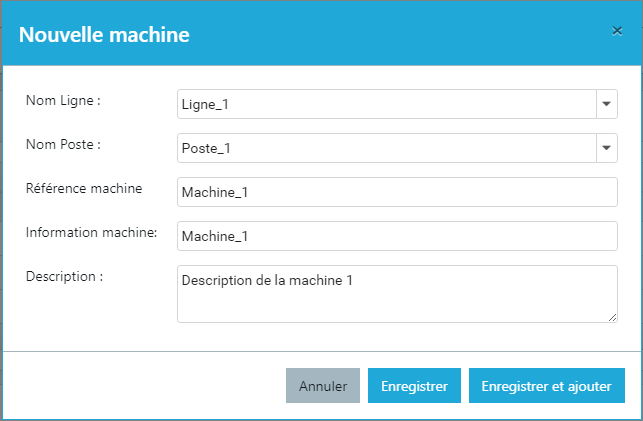 Nouvelle machine
×
Nom Ligne : Ligne_1
Nom Poste : Poste_1
Référence machine Machine_1
Information machine: Machine_1
Description : Description de la machine 1
Annuler Enregistrer Enregistrer et ajouter